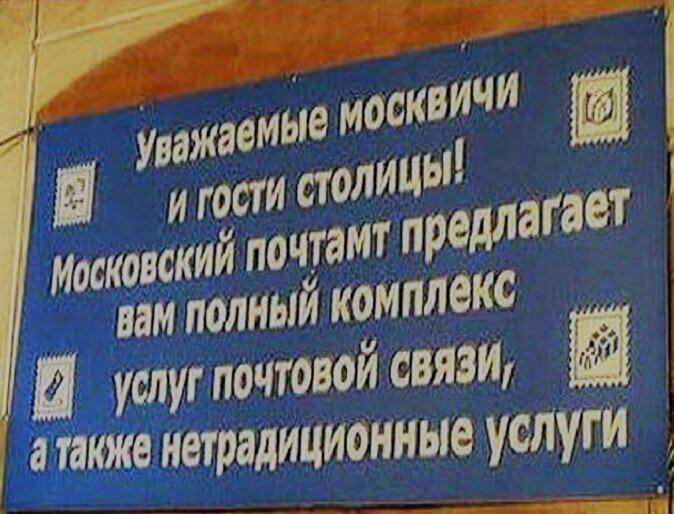 Уважаемые москвичи
и гости столицы!
Московский почтамт предлагает
вам полный комплекс
услуг почтовой связи,
а также нетрадиционные услуги